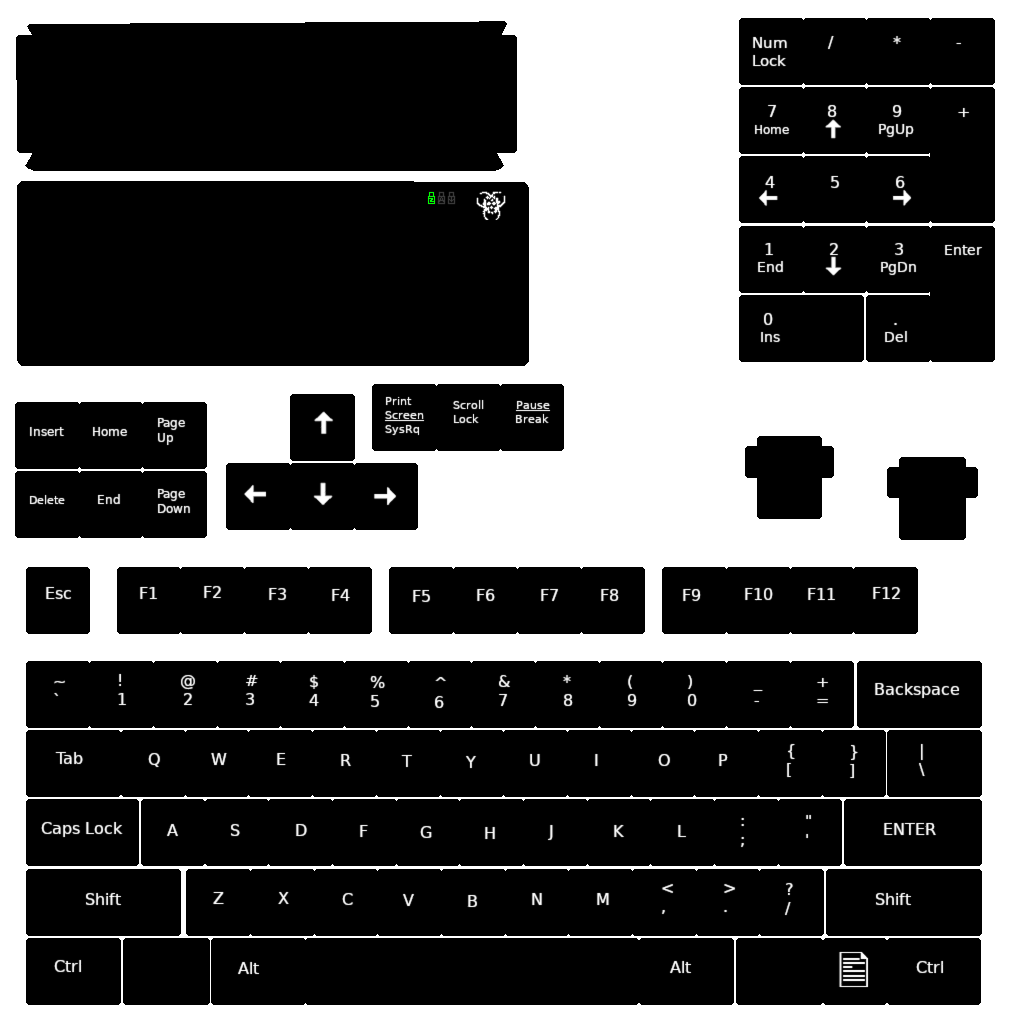 Num Lock / * -
7 Home 8 9 PgUp +
4 5 6
1 End 2 3 PgDn Enter
0 Ins . Del
Insert Home Page Up
Delete End Page Down
Print Screen SysRq Scroll Lock Pause Break
Esc F1 F2 F3 F4 F5 F6 F7 F8 F9 F10 F11 F12
~ ! @ # $ % ^ & * ( ) _ +
` 1 2 3 4 5 6 7 8 9 0 - = Backspace
Tab Q W E R T Y U I O P { [ } ] | \
Caps Lock A S D F G H J K L : ; " ' ENTER
Shift Z X C V B N M < , > . ? / Shift
Ctrl Alt Alt Ctrl